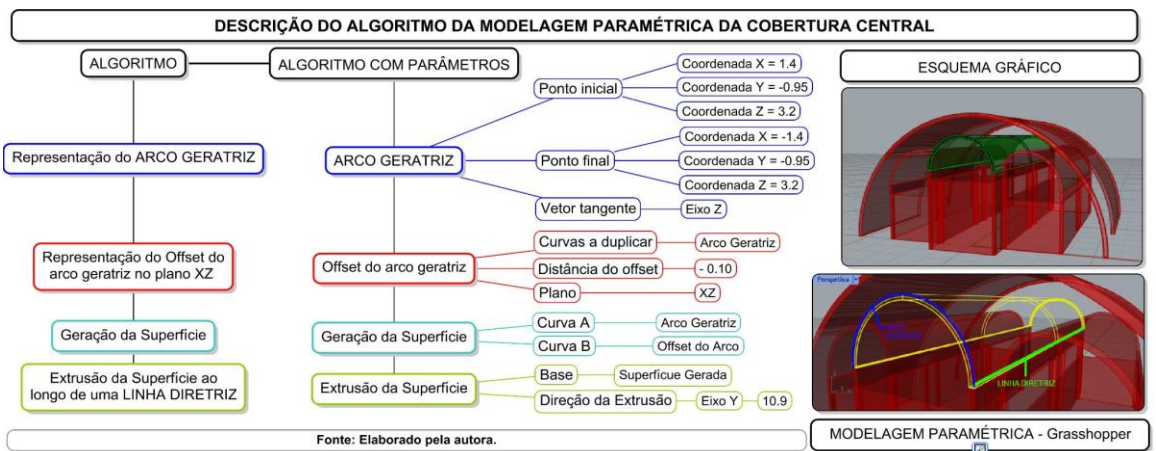 DESCRIÇÃO DO ALGORITMO DA MODELAGEM PARAMÉTRICA DA COBERTURA CENTRAL
ALGORITMO
Representação do ARCO GERATRIZ
Representação do Offset do
arco geratriz no plano XZ
Geração da Superfície
Extrusão da Superfície ao
longo de uma LINHA DIRETRIZ
ALGORITMO COM PARÂMETROS
ARCO GERATRIZ
Ponto inicial
Coordenada X = 1.4
Coordenada Y = -0.95
Coordenada Z = 3.2
Ponto final
Coordenada X = -1.4
Coordenada Y = -0.95
Coordenada Z = 3.2
Vetor tangente
Eixo Z
Offset do arco geratriz
Curvas a duplicar
Arco Geratriz
Distância do offset
- 0.10
Plano
XZ
Geração da Superfície
Curva A
Arco Geratriz
Curva B
Offset do Arco
Extrusão da Superfície
Base
Superfícue Gerada
Direção da Extrusão
Eixo Y
10.9
Fonte: Elaborado pela autora.
ESQUEMA GRÁFICO
Perspetiva
LINHA DIRETRIZ
MODELAGEM PARAMÉTRICA - Grasshopper